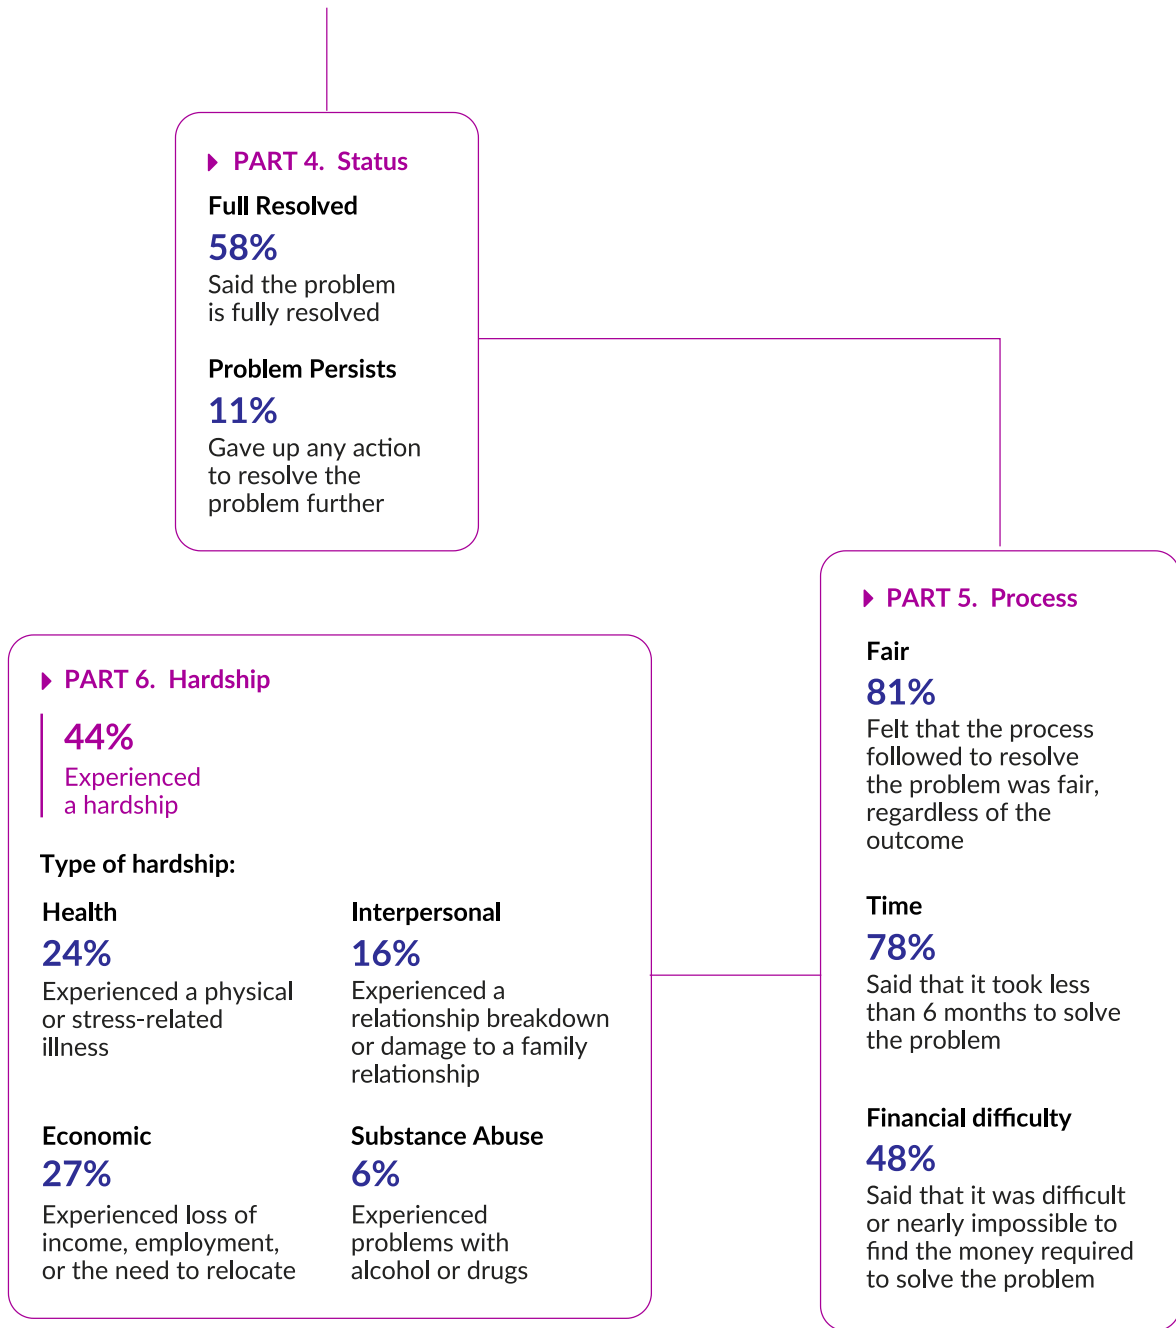 PART 4. Status
Full Resolved
58%
Said the problem
is fully resolved
Problem Persists
11%
Gave up any action
to resolve the
problem further
PART 5. Process
Fair
81%
Felt that the process
followed to resolve
the problem was fair,
regardless of the
outcome
Time
78%
Said that it took less
than 6 months to solve
the problem
Financial difficulty
48%
Said that it was difficult
or nearly impossible to
find the money required
to solve the problem
PART 6. Hardship
44%
Experienced
a hardship
Type of hardship:
Health
24%
Experienced a physical
or stress-related
illness
Interpersonal
16%
Experienced a
relationship breakdown
or damage to a family
relationship
Economic
27%
Experienced loss of
income, employment,
or the need to relocate
Substance Abuse
6%
Experienced
problems with
alcohol or drugs